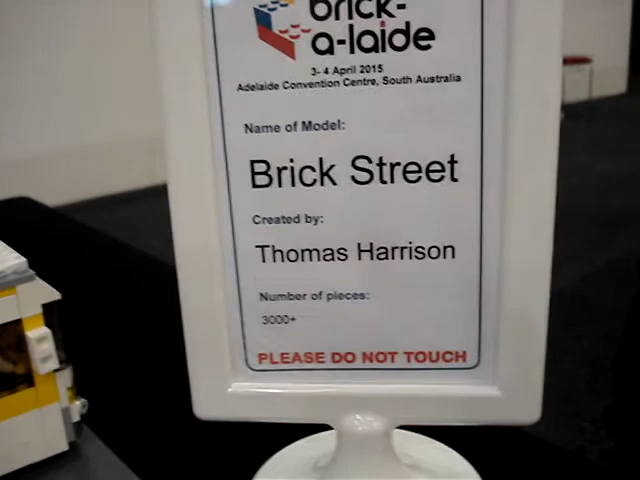 brick-
a-laide
3- 4 April 2015
Adelaide Convention Centre, South Australia
Name of Model:
Brick Street
Created by:
Thomas Harrison
Number of pieces:
3000+
PLEASE DO NOT TOUCH